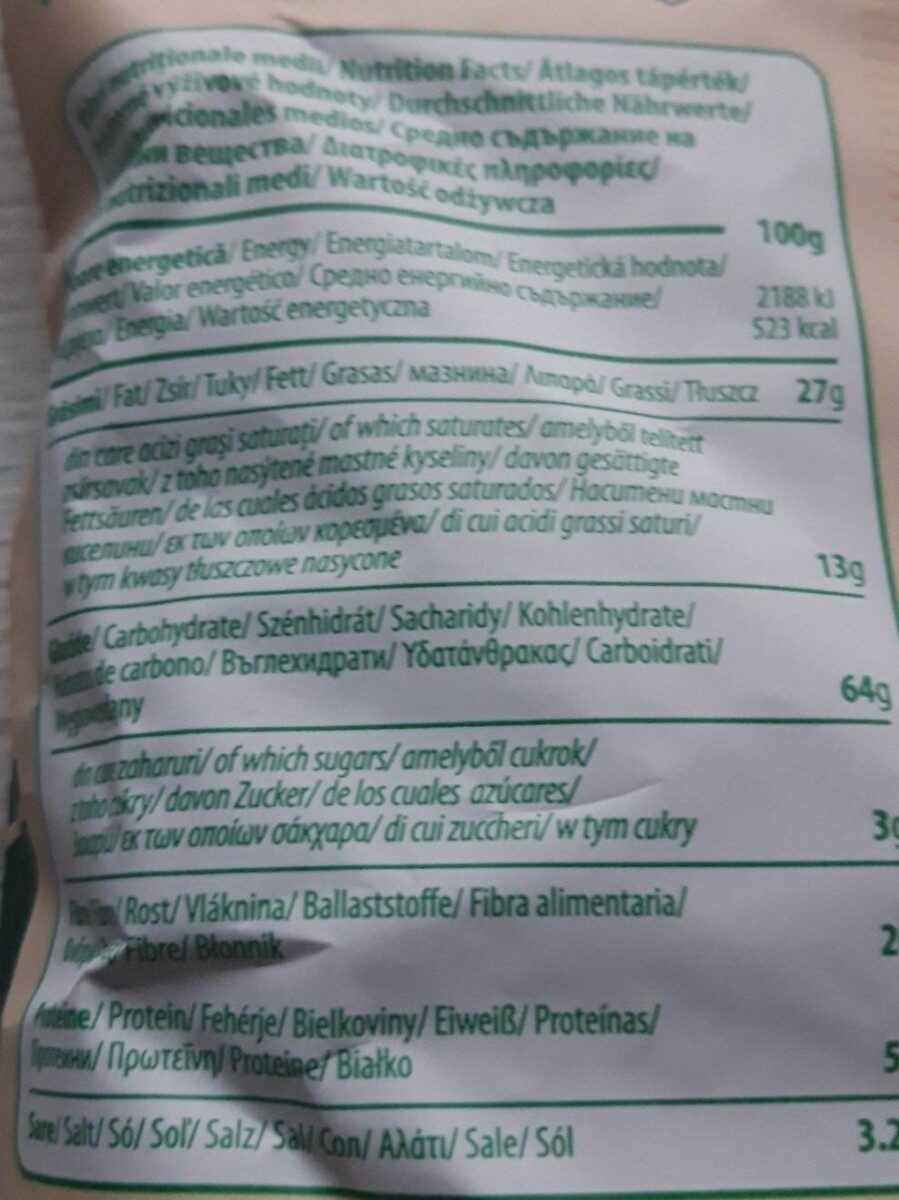 nutriționale medii/ Nutrition Facts/ Átlagos tápérték/
výživové hodnoty/ Durchschnittliche Nährwerte/
medios/ Средно съдържание на
вещества/ Διατροφικές πληροφορίες/
medi/ Wartość odżywcza
100g
energetică/ Energy/ Energiatartalom/ Energetická hodnota/
Valor energético/ Средно енергийно съдържание/
Energia/ Wartość energetyczna
2188 kJ
523 kcal
Fat/ Zsír/ Tuky/ Fett/ Grasas/ мазнина/ Λιπαρά/ Grassi/ Tłuszcz 27g
din care acizi grași saturați/ of which saturates/ amelyből telített
zsírsavak/ z toho nasýtené mastné kyseliny/ davon gesättigte
Fettsäuren/ de las cuales ácidos grasos saturados/ Наситени мастни
киселини/ εκ των οποίων κορεσμένα/ di cui acidi grassi saturi/
w tym kwasy tłuszczowe nasycone 13g
Carbohydrate/ Szénhidrát/ Sacharidy/ Kohlenhydrate/
de carbono/ Въглехидрати/ Υδατάνθρακας/ Carboidrati/
64g
din care zaharuri/ of which sugars/ amelyből cukrok/
z toho cukry/ davon Zucker/ de los cuales azúcares/
εκ των οποίων σάκχαρα/ di cui zuccheri/ w tym cukry 3g
Rost/ Vláknina/ Ballaststoffe/ Fibra alimentaria/
Fibre/ Błonnik 2
Proteine/ Protein/ Fehérje/ Bielkoviny/ Eiweiß/ Proteínas/
Протеини/ Πρωτεΐνη/ Proteine/ Białko 5
Sare/ Salt/ Só/ Soľ/ Salz/ Sal/ Сол/ Αλάτι/ Sale/ Sól 3.2